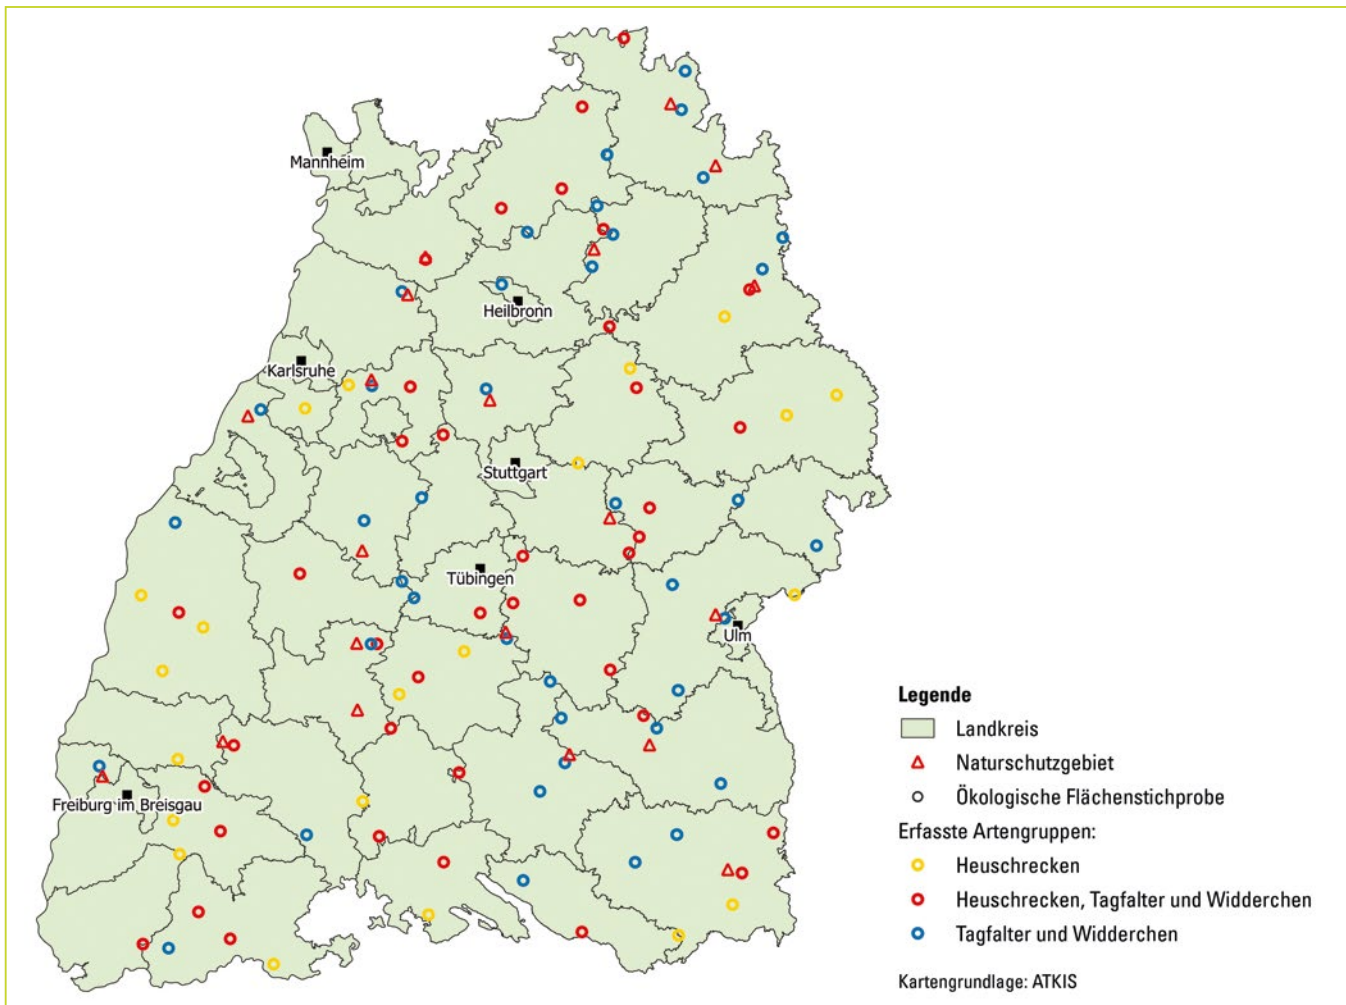 Mannheim
Heilbronn
Karlsruhe
Stuttgart
Tübingen
Ulm
Freiburg im Breisgau
Legende
Landkreis
Naturschutzgebiet
Ökologische Flächenstichprobe
Erfasste Artengruppen:
Heuschrecken
Heuschrecken, Tagfalter und Widderchen
Tagfalter und Widderchen
Kartengrundlage: ATKIS